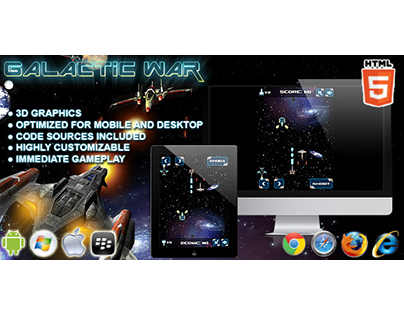 GALACTIC WAR
• 3D GRAPHICS
• OPTIMIZED FOR MOBILE AND DESKTOP
• CODE SOURCES INCLUDED
• HIGHLY CUSTOMIZABLE
• IMMEDIATE GAMEPLAY
HTML
5
SHOOT